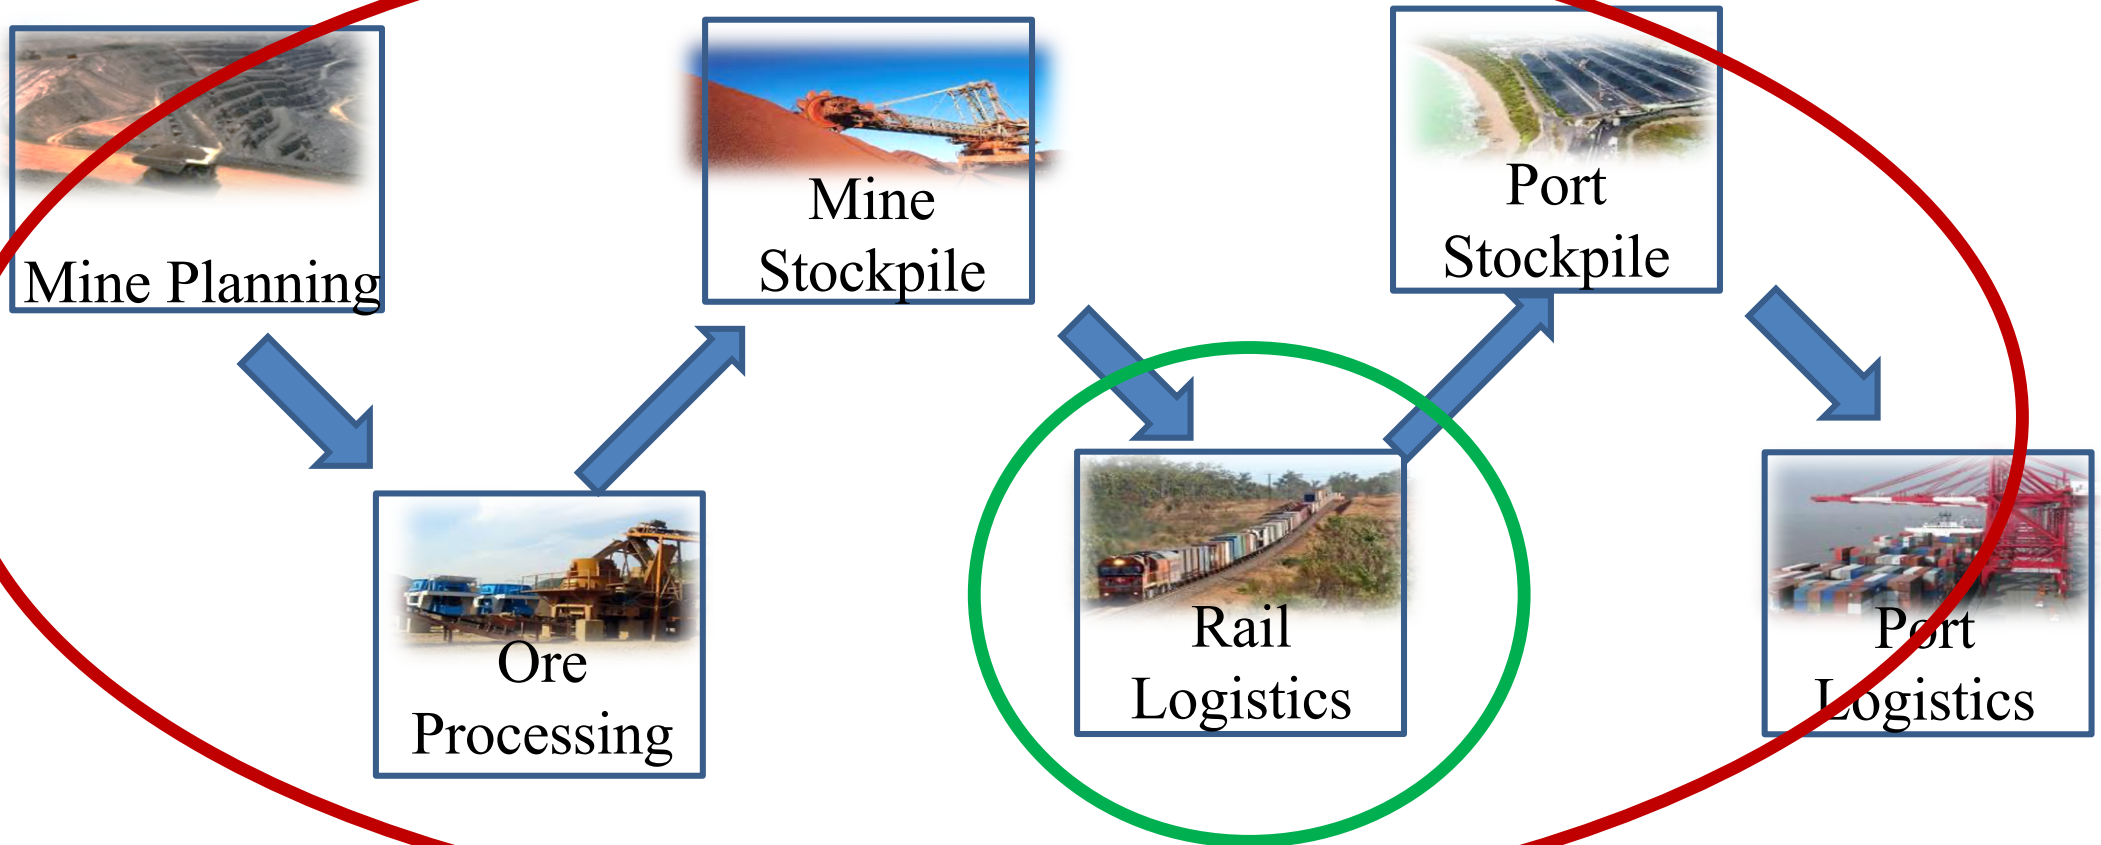 Mine Planning
Ore
Processing
Mine
Stockpile
Rail
Logistics
Port
Stockpile
Port
Logistics